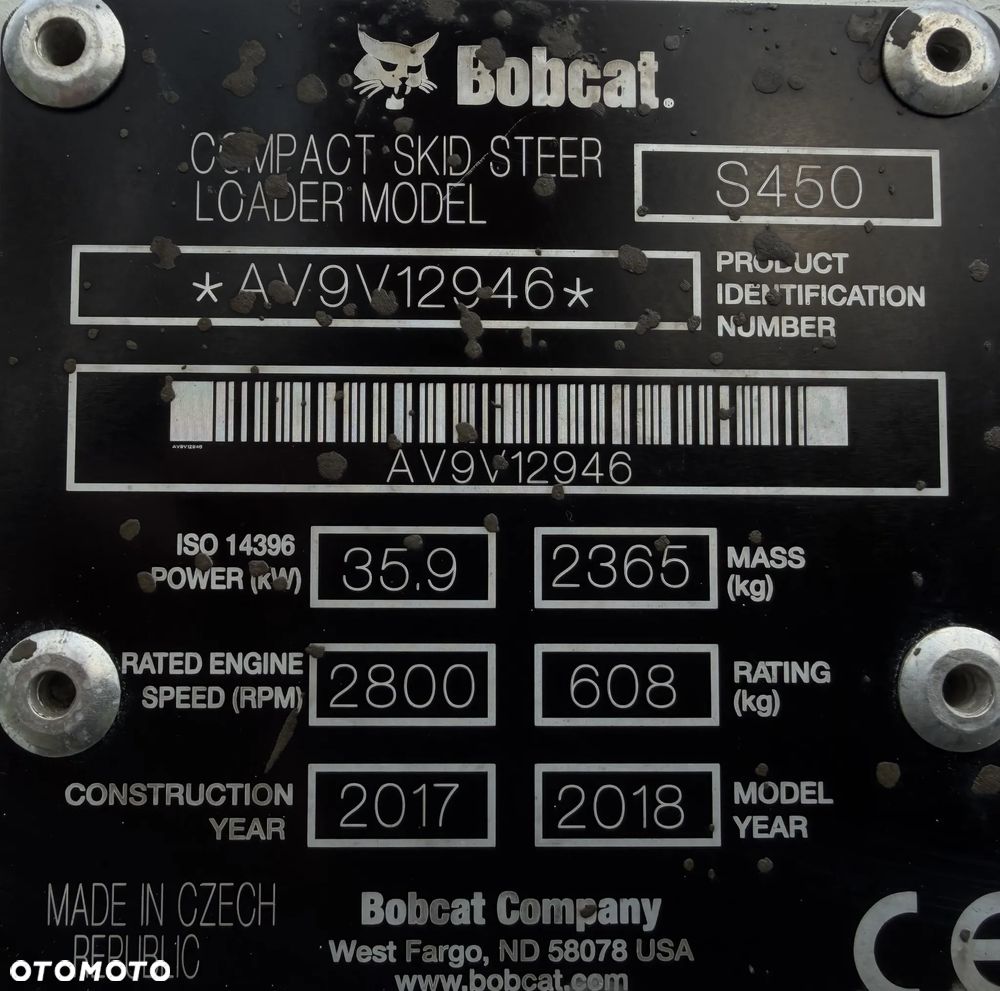 Bobcat.
COMPACT SKID STEER
LOADER MODEL
S450
*AV9V12946*
PRODUCT
IDENTIFICATION
NUMBER
AV9V12946
AV9V12946
ISO 14396
POWER (kW)
35.9
2365
MASS
(kg)
RATED ENGINE
SPEED (RPM)
2800
608
RATING
(kg)
CONSTRUCTION
YEAR
2017
2018
MODEL
YEAR
MADE IN CZECH
REPUBLIC
Bobcat Company
West Fargo, ND 58078 USA
www.bobcat.com
CE
OTOMOTO